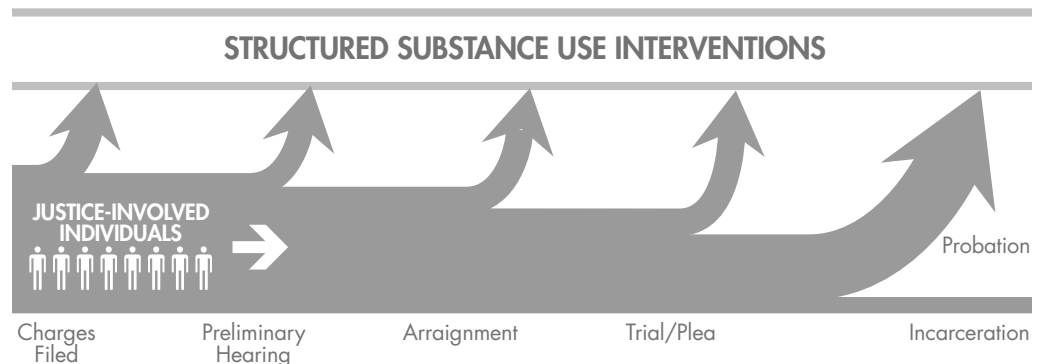 STRUCTURED SUBSTANCE USE INTERVENTIONS
JUSTICE-INVOLVED
INDIVIDUALS
Probation
Charges
Filed
Preliminary
Hearing
Arraignment
Trial/Plea
Incarceration